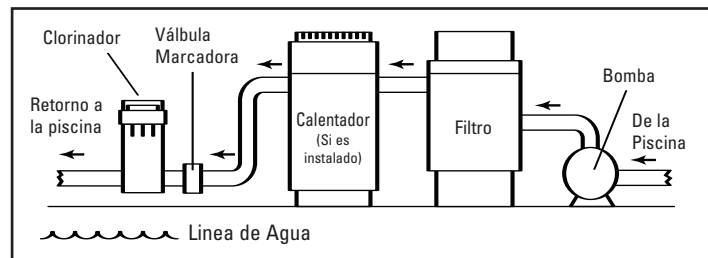 Clorinador
Válbula
Marcadora
Retorno a
la piscina
Calentador
(Si es
instalado)
Filtro
Bomba
De la
Piscina
Linea de Agua